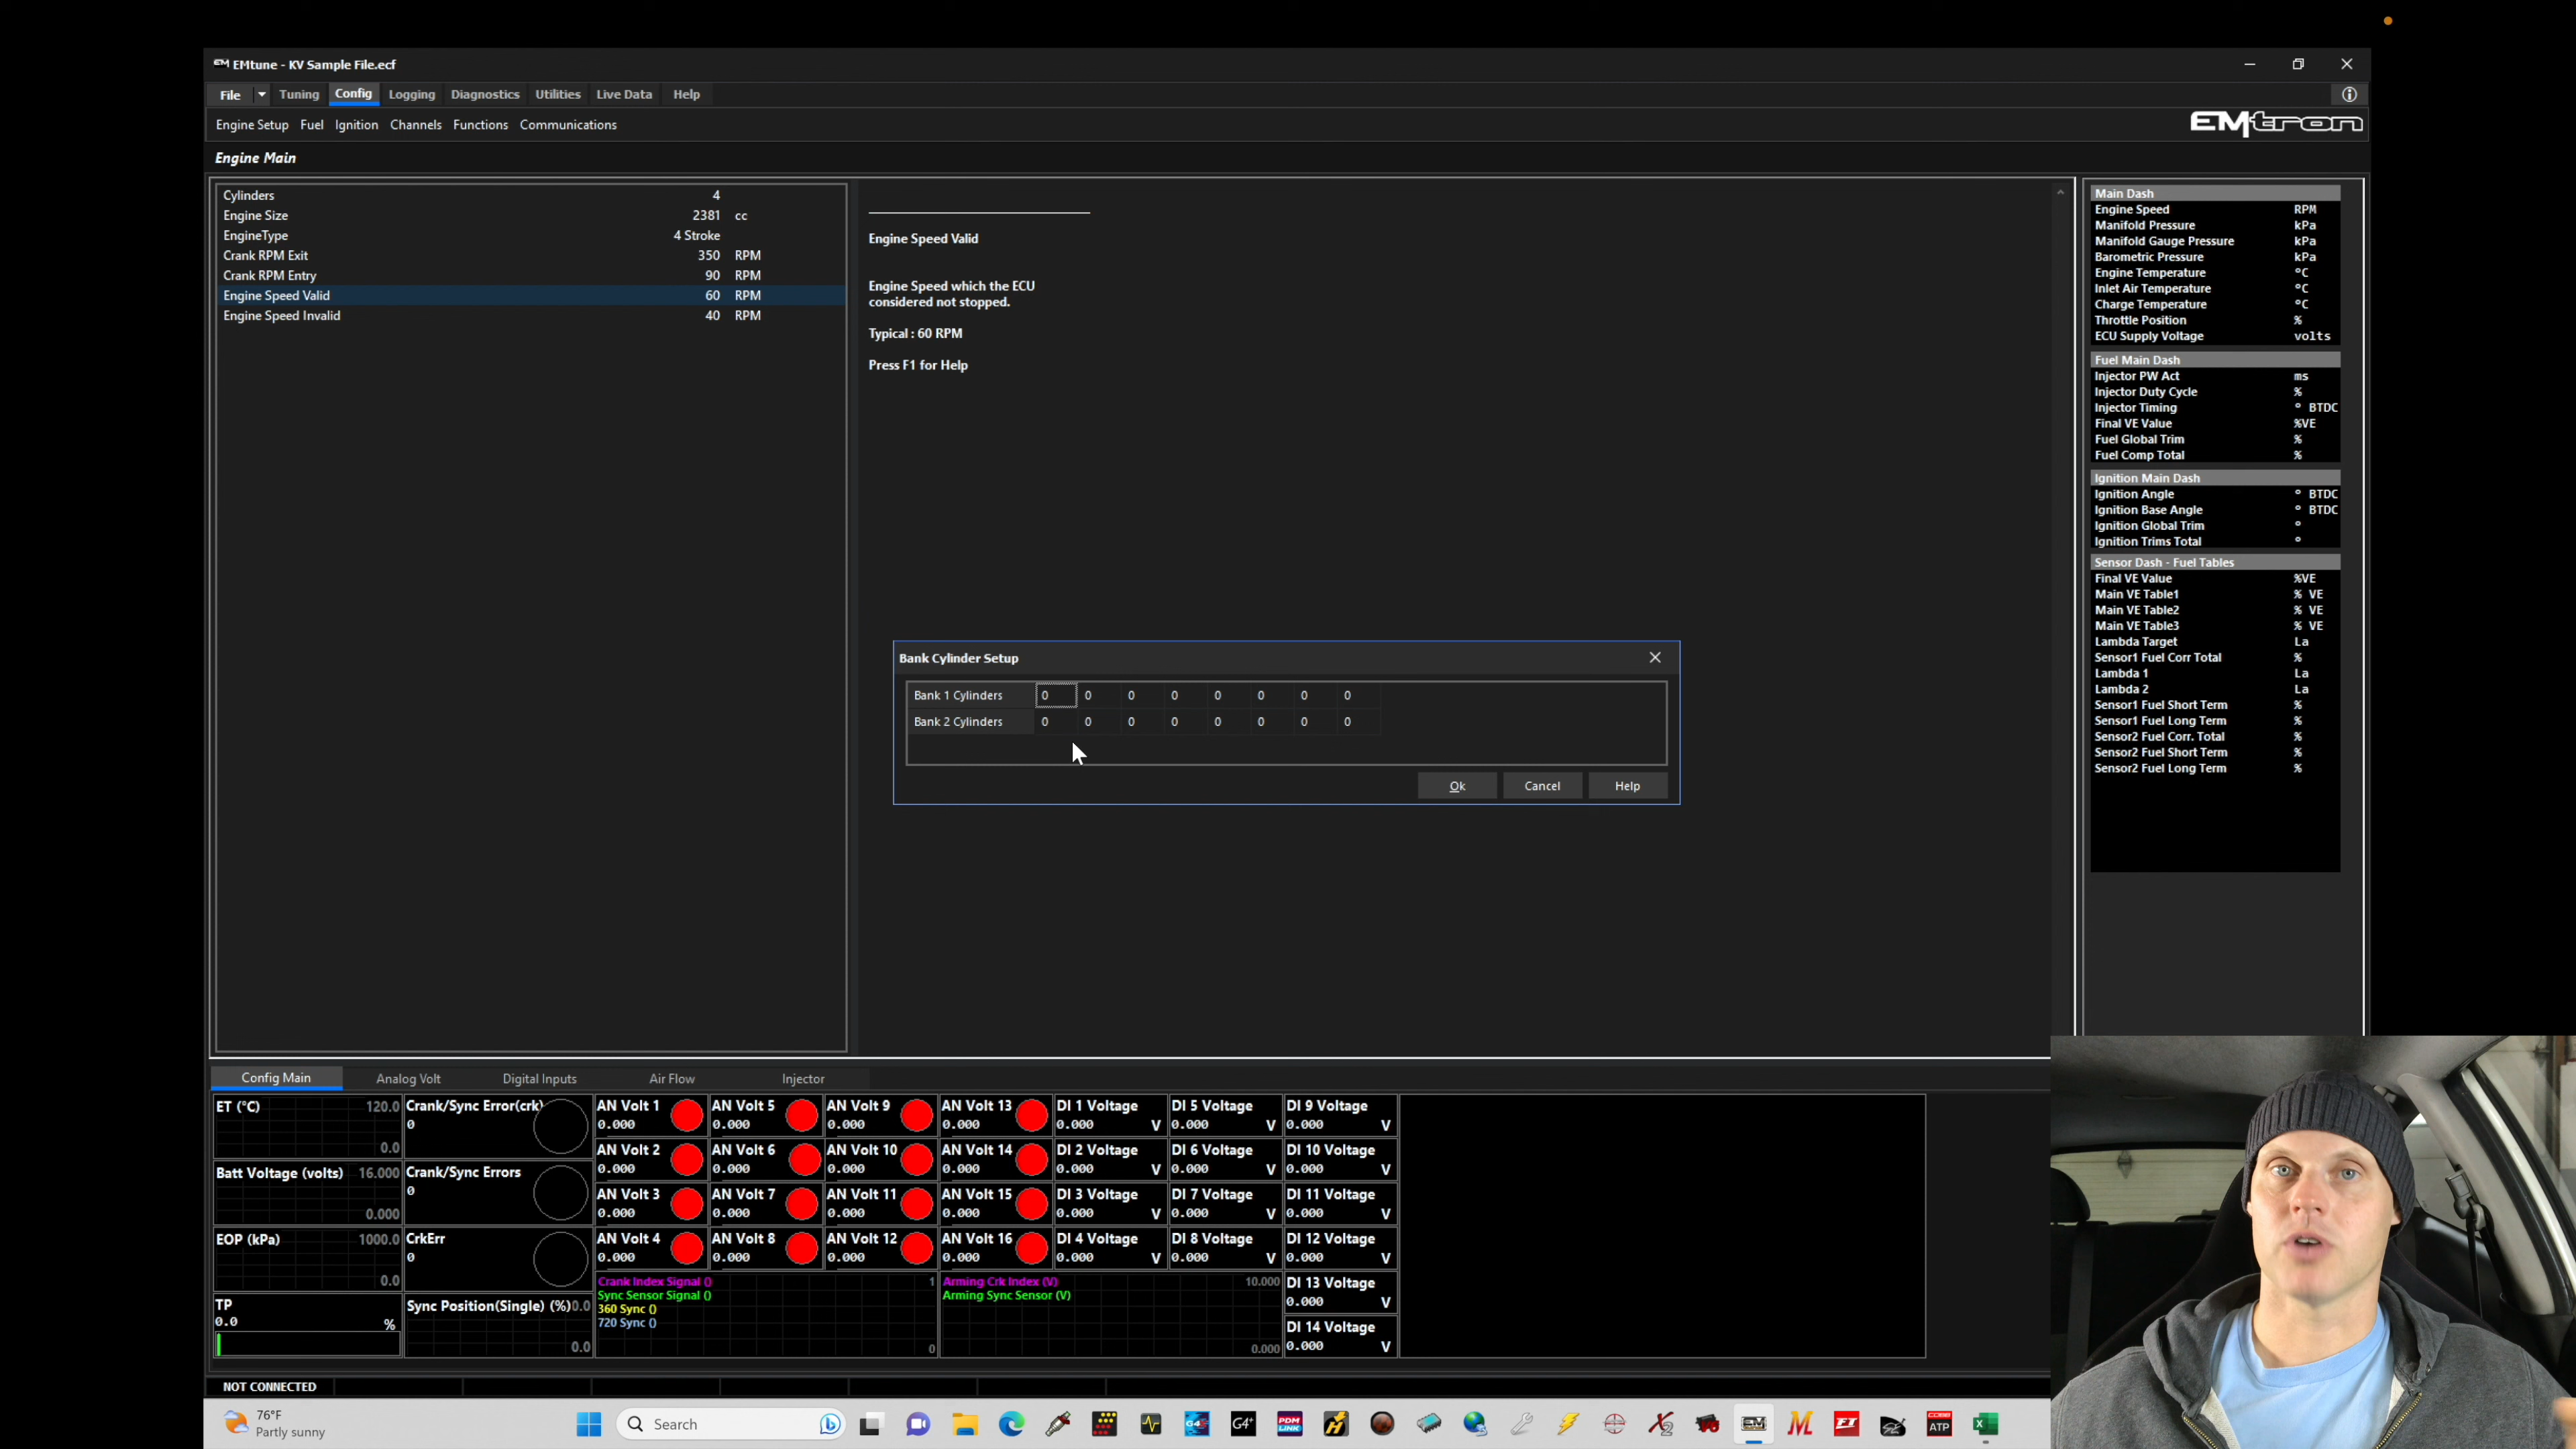 EM EMtune - KV Sample File.ecf
File Tuning Config Logging Diagnostics Utilities Live Data Help
Engine Setup Fuel Ignition Channels Functions Communications
EMtron
Engine Main
Cylinders 4
Engine Size 2381 cc
EngineType 4 Stroke
Crank RPM Exit 350 RPM
Crank RPM Entry 90 RPM
Engine Speed Valid 60 RPM
Engine Speed Invalid 40 RPM
Engine Speed Valid
Engine Speed which the ECU
considered not stopped.
Typical : 60 RPM
Press F1 for Help
Bank Cylinder Setup
Bank 1 Cylinders 0 0 0 0 0 0 0 0
Bank 2 Cylinders 0 0 0 0 0 0 0 0
Ok Cancel Help
Main Dash
Engine Speed RPM
Manifold Pressure kPa
Manifold Gauge Pressure kPa
Barometric Pressure kPa
Engine Temperature °C
Inlet Air Temperature °C
Charge Temperature °C
Throttle Position %
ECU Supply Voltage volts
Fuel Main Dash
Injector PW Act ms
Injector Duty Cycle %
Injector Timing ° BTDC
Final VE Value %VE
Fuel Global Trim %
Fuel Comp Total %
Ignition Main Dash
Ignition Angle ° BTDC
Ignition Base Angle ° BTDC
Ignition Global Trim °
Ignition Trims Total °
Sensor Dash - Fuel Tables
Final VE Value %VE
Main VE Table1 % VE
Main VE Table2 % VE
Main VE Table3 % VE
Lambda Target La
Sensor1 Fuel Corr Total %
Lambda 1 La
Lambda 2 La
Sensor1 Fuel Short Term %
Sensor1 Fuel Long Term %
Sensor2 Fuel Corr. Total %
Sensor2 Fuel Short Term %
Sensor2 Fuel Long Term %
Config Main Analog Volt Digital Inputs Air Flow Injector
ET (°C) 120.0
0.0
Batt Voltage (volts) 16.000
0.000
EOP (kPa) 1000.0
0.0
TP
0.0 %
Crank/Sync Error(crk)
0
Crank/Sync Errors
0
CrkErr
0
Sync Position(Single) (%) 0.0
0.0
AN Volt 1 AN Volt 5 AN Volt 9 AN Volt 13 DI 1 Voltage DI 5 Voltage DI 9 Voltage
0.000 0.000 0.000 0.000 0.000 V 0.000 V 0.000 V
AN Volt 2 AN Volt 6 AN Volt 10 AN Volt 14 DI 2 Voltage DI 6 Voltage DI 10 Voltage
0.000 0.000 0.000 0.000 0.000 V 0.000 V 0.000 V
AN Volt 3 AN Volt 7 AN Volt 11 AN Volt 15 DI 3 Voltage DI 7 Voltage DI 11 Voltage
0.000 0.000 0.000 0.000 0.000 V 0.000 V 0.000 V
AN Volt 4 AN Volt 8 AN Volt 12 AN Volt 16 DI 4 Voltage DI 8 Voltage DI 12 Voltage
0.000 0.000 0.000 0.000 0.000 V 0.000 V 0.000 V
Crank Index Signal () 1
Sync Sensor Signal ()
360 Sync ()
720 Sync ()
0
Arming Crk Index (V) 10.000
Arming Sync Sensor (V)
0.000
DI 13 Voltage
0.000 V
DI 14 Voltage
0.000 V
NOT CONNECTED
76°F
Partly sunny
Search
G4+
PDM
LINK
EM
COBB
ATP